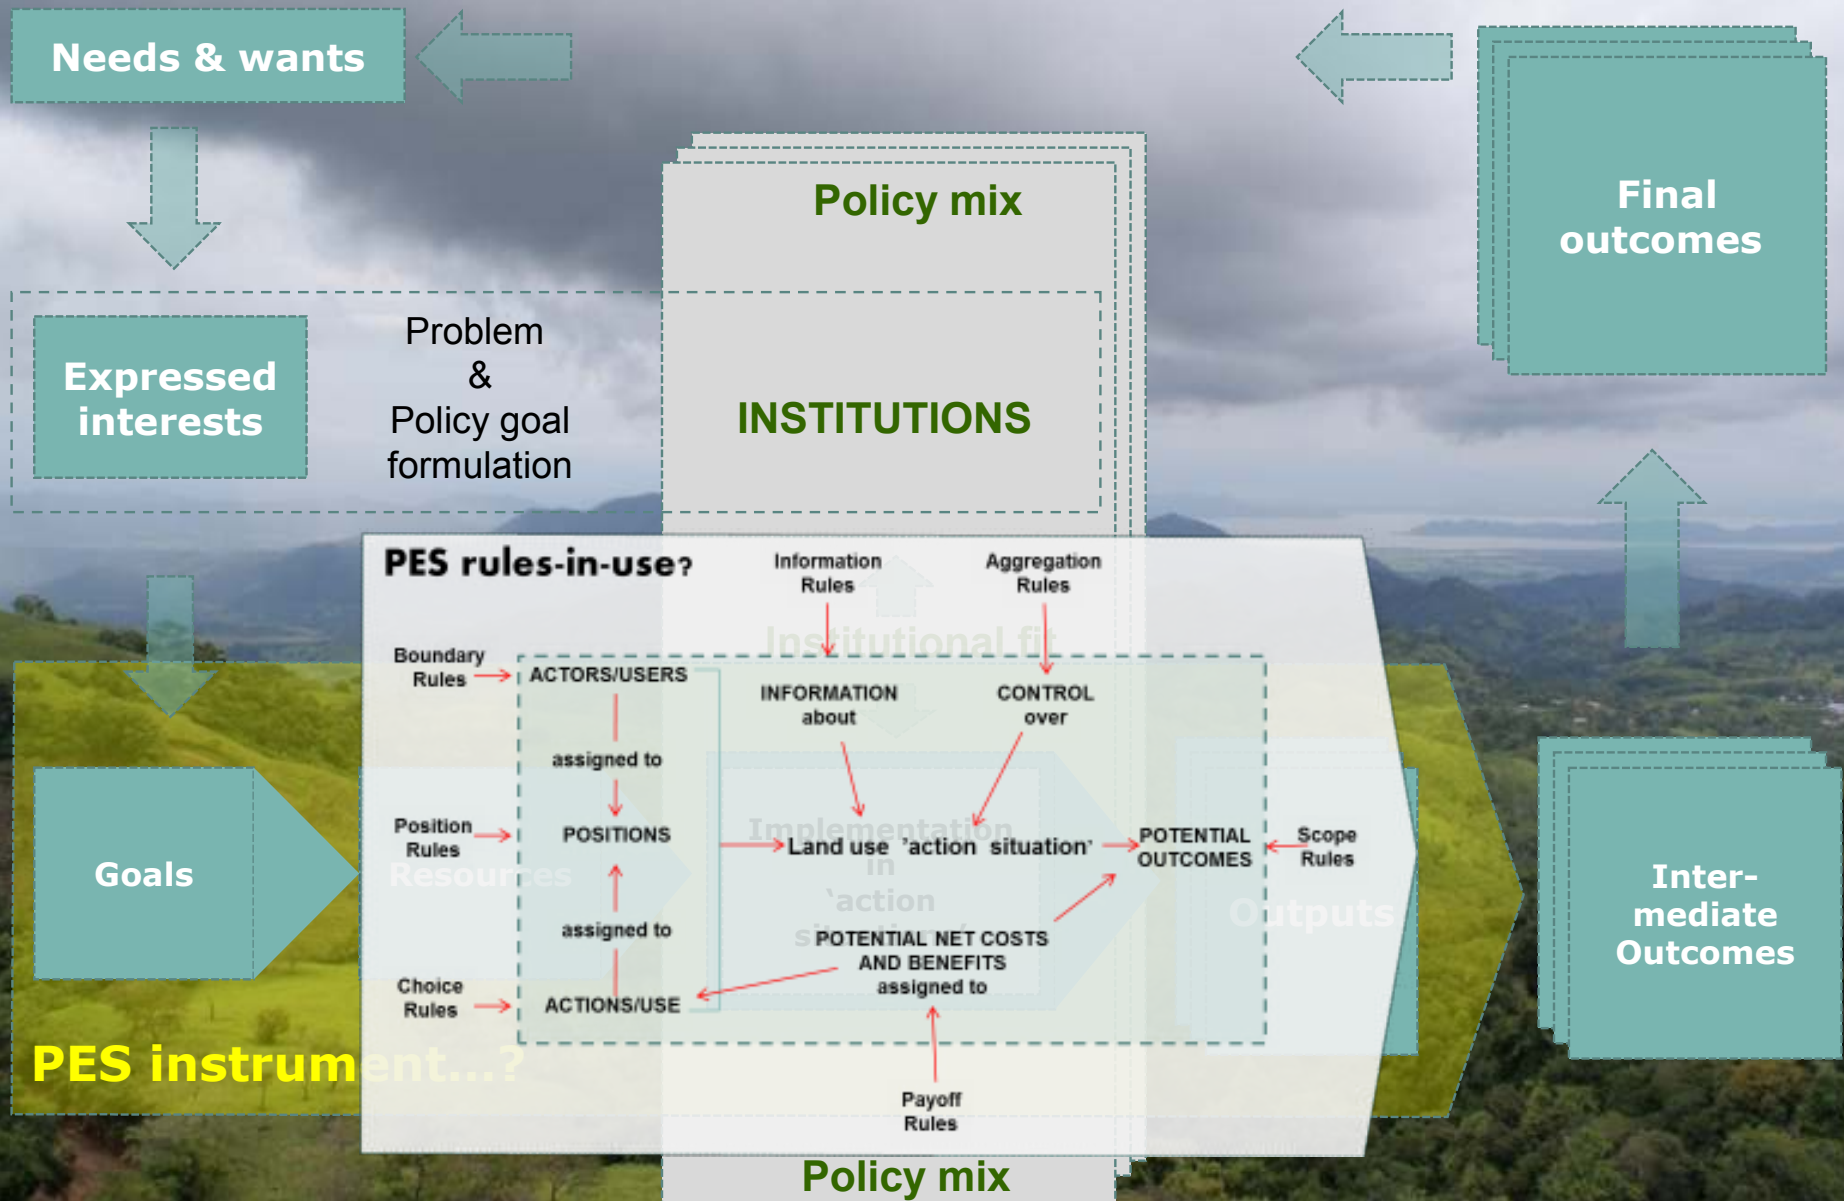 Needs & wants
Policy mix
Final
outcomes
Expressed
interests
Problem
&
Policy goal
formulation
INSTITUTIONS
PES rules-in-use?
Information
Rules
Aggregation
Rules
Institutional fit
Boundary
Rules
ACTORS/USERS
INFORMATION
about
CONTROL
over
assigned to
Position
Rules
POSITIONS
Implementation
in
‘action
Land use 'action situation'
POTENTIAL
OUTCOMES
Scope
Rules
Goals
Resources
Outputs
Inter-
mediate
Outcomes
assigned to
POTENTIAL NET COSTS
AND BENEFITS
assigned to
Choice
Rules
ACTIONS/USE
PES instrument...?
Payoff
Rules
Policy mix